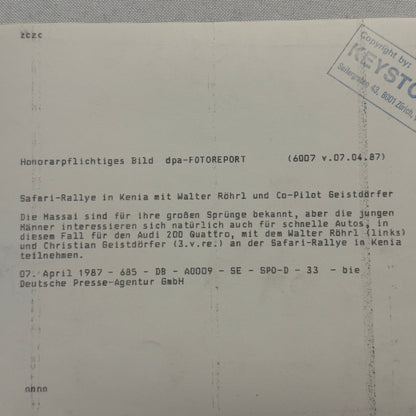 zczc
Copyright by:
KEYSTO
Seilergraben 43, 8001 Zürich,
Honorarpflichtiges Bild dpa-FOTOREPORT (6007 v.07.04.87)
Safari-Rallye in Kenia mit Walter Röhrl und Co-Pilot Geistdörfer
Die Massai sind für ihre großen Sprünge bekannt, aber die jungen
Männer interessieren sich natürlich auch für schnelle Autos, in
diesem Fall für den Audi 200 Quattro, mit dem Walter Röhrl (links)
und Christian Geistdörfer (3.v.re.) an der Safari-Rallye in Kenia
teilnehmen.
07. April 1987 - 685 - DB - A0009 - SE - SPO-D - 33 - bie
Deutsche Presse-Agentur GmbH
nnnn